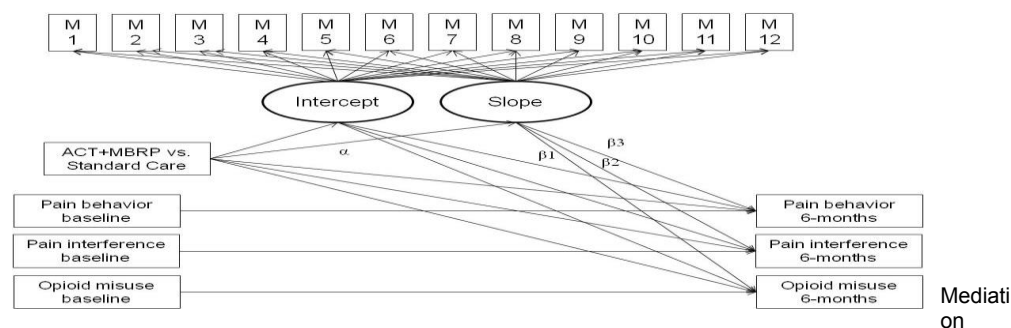 M M M M M M M M M M M M
1 2 3 4 5 6 7 8 9 10 11 12
Intercept
Slope
ACT+MBRP vs.
Standard Care
α
β1
β2
β3
Pain behavior
baseline
Pain behavior
6-months
Pain interference
baseline
Pain interference
6-months
Opioid misuse
baseline
Opioid misuse
6-months
Mediati
on